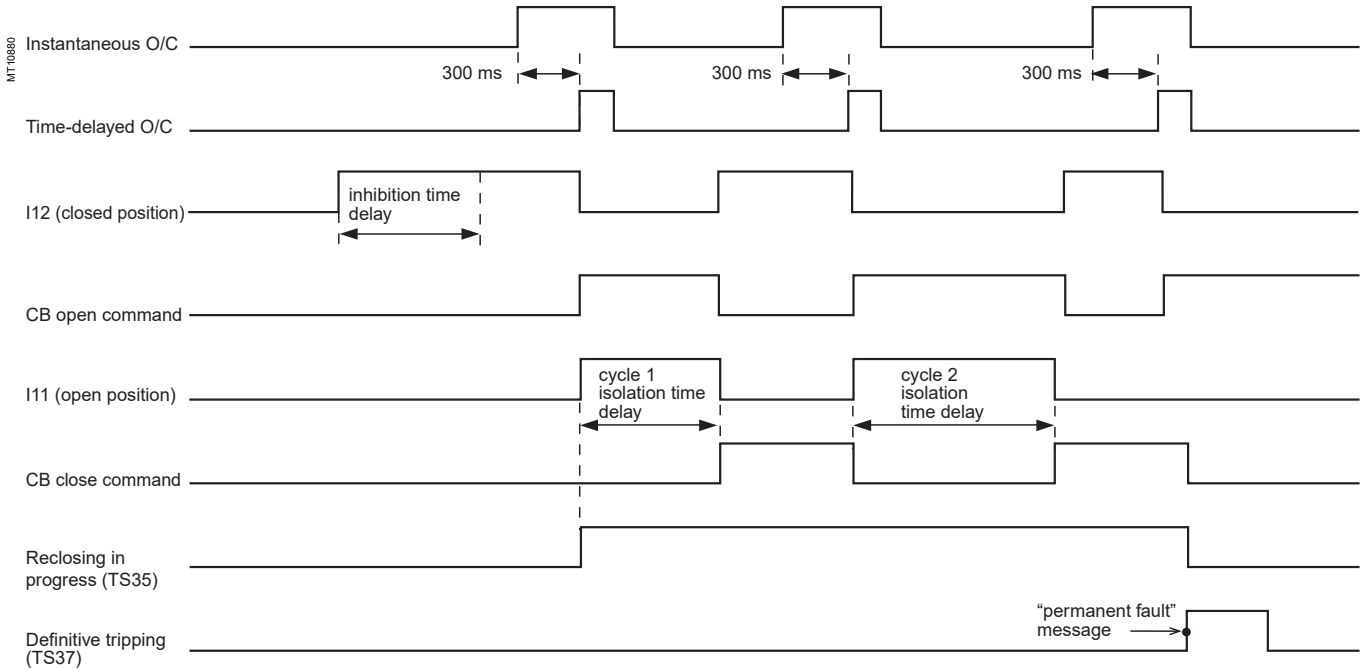 MT10880
Instantaneous O/C
300 ms
300 ms
300 ms
Time-delayed O/C
inhibition time
delay
I12 (closed position)
CB open command
cycle 1
isolation time
delay
cycle 2
isolation
time delay
I11 (open position)
CB close command
Reclosing in
progress (TS35)
“permanent fault”
message
Definitive tripping
(TS37)